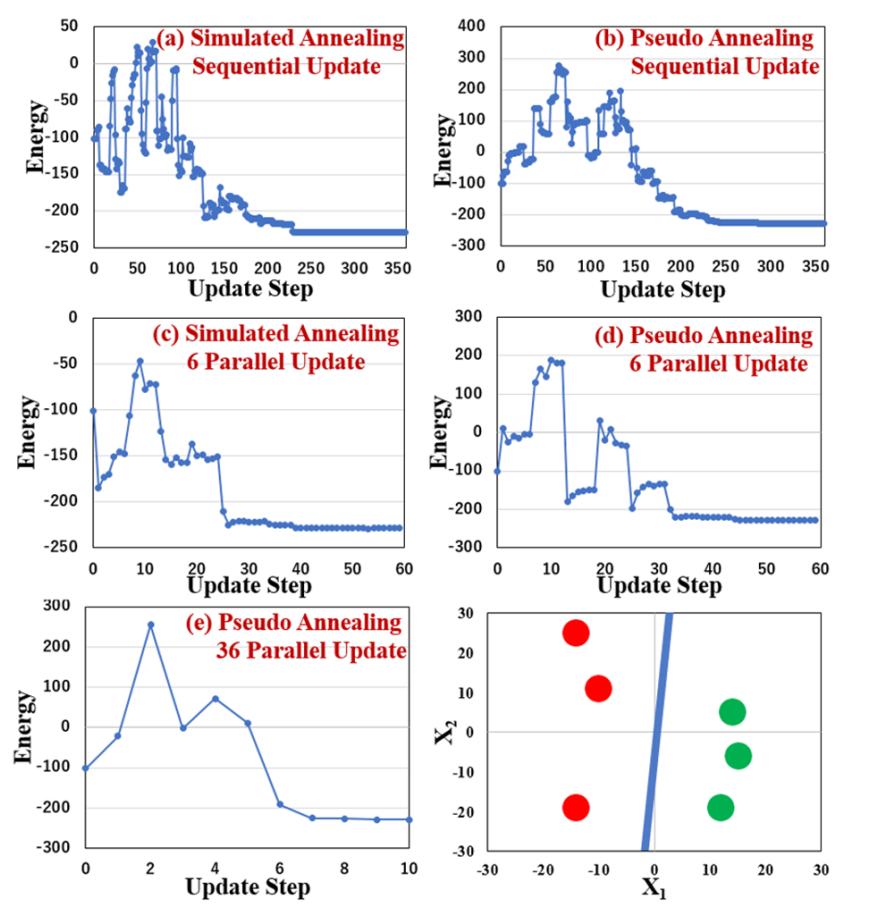 (a) Simulated Annealing
Sequential Update
50
0
-50
-100
-150
-200
-250
Energy
0 50 100 150 200 250 300 350
Update Step
(b) Pseudo Annealing
Sequential Update
400
300
200
100
0
-100
-200
-300
Energy
0 50 100 150 200 250 300 350
Update Step
(c) Simulated Annealing
6 Parallel Update
0
-50
-100
-150
-200
-250
Energy
0 10 20 30 40 50 60
Update Step
(d) Pseudo Annealing
6 Parallel Update
300
200
100
0
-100
-200
-300
Energy
0 10 20 30 40 50 60
Update Step
(e) Pseudo Annealing
36 Parallel Update
300
200
100
0
-100
-200
-300
Energy
0 2 4 6 8 10
Update Step
30
20
10
0
-10
-20
-30
X₂
-30 -20 -10 0 10 20 30
X₁